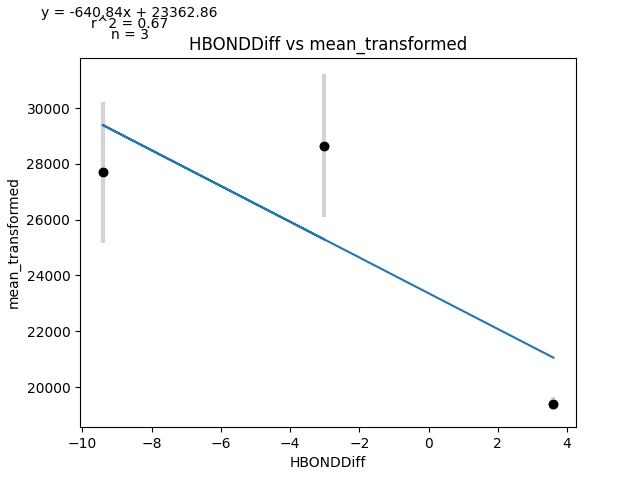 y = -640.84x + 23362.86
r^2 = 0.67
n = 3
HBONDDiff vs mean_transformed
mean_transformed
30000
28000
26000
24000
22000
20000
−10
−8
−6
−4
−2
0
2
4
HBONDDiff